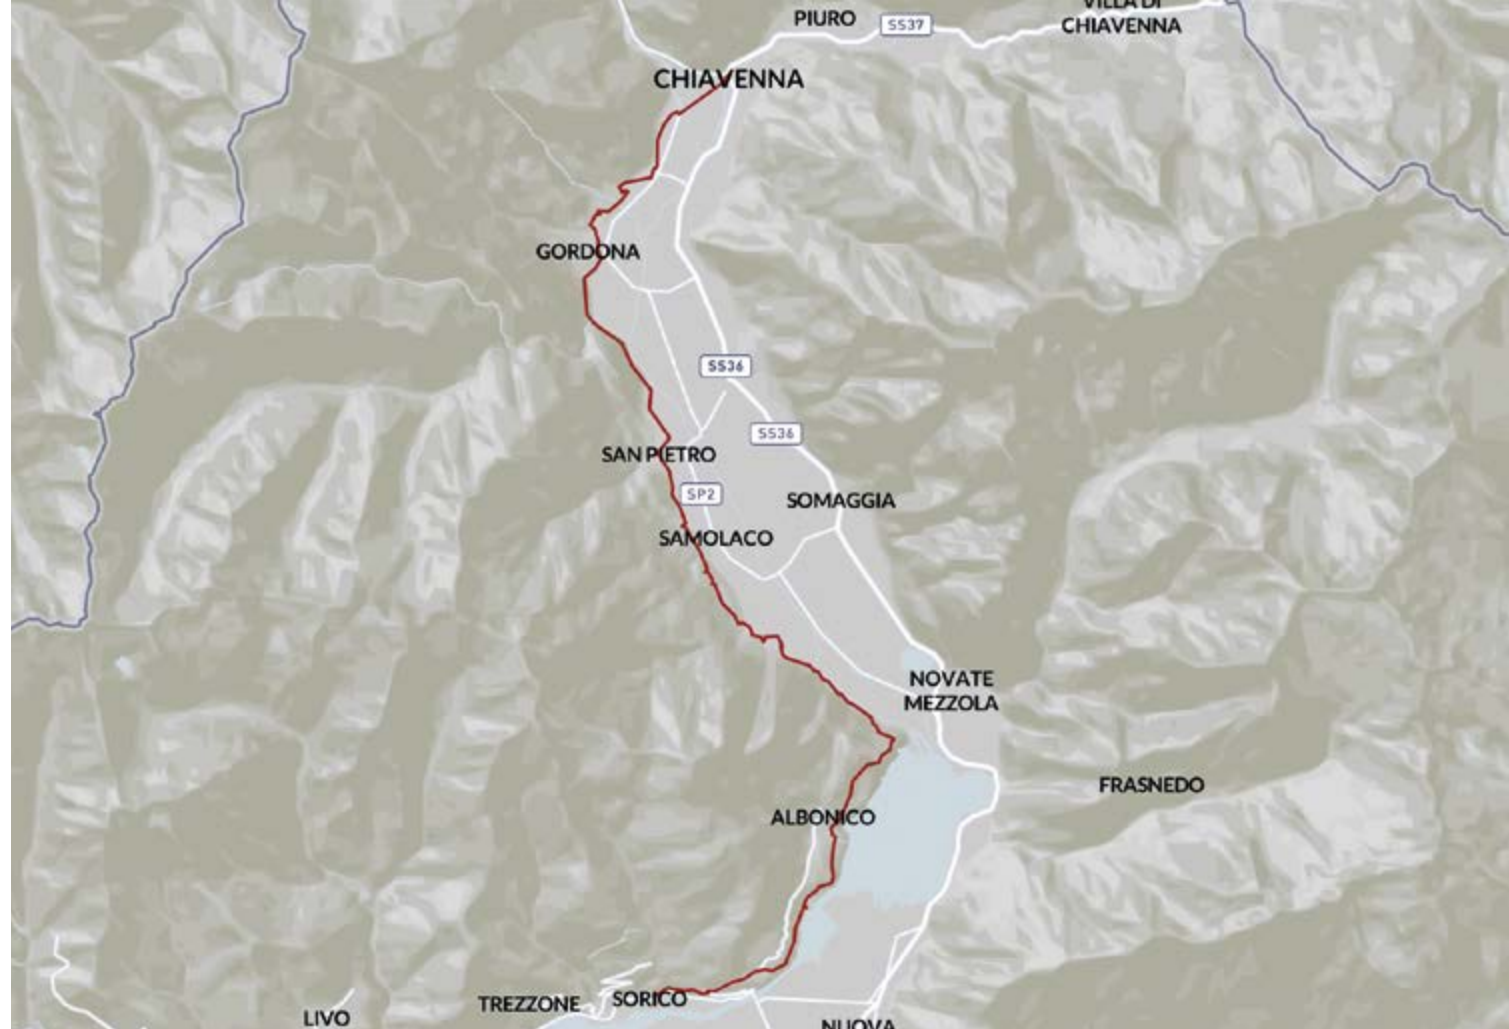 VILLA DI
CHIAVENNA
PIURO
SS37
CHIAVENNA
GORDONA
SS36
SS36
SAN PIETRO
SP2
SOMAGGIA
SAMOLACO
NOVATE
MEZZOLA
FRASNEDO
ALBONICO
SORICO
TREZZONE
LIVO
NUOVA